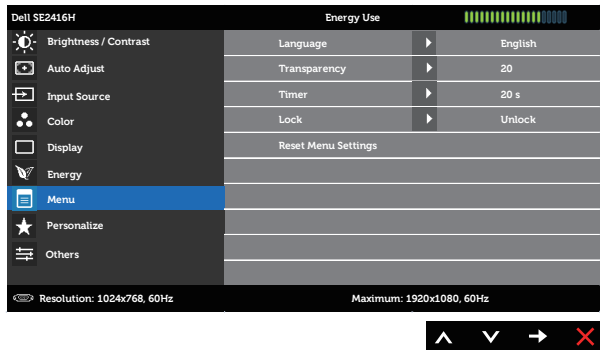 Dell SE2416H Energy Use
Brightness / Contrast
Auto Adjust
Input Source
Color
Display
Energy
Menu
Personalize
Others
Language English
Transparency 20
Timer 20 s
Lock Unlock
Reset Menu Settings
Resolution: 1024x768, 60Hz Maximum: 1920x1080, 60Hz